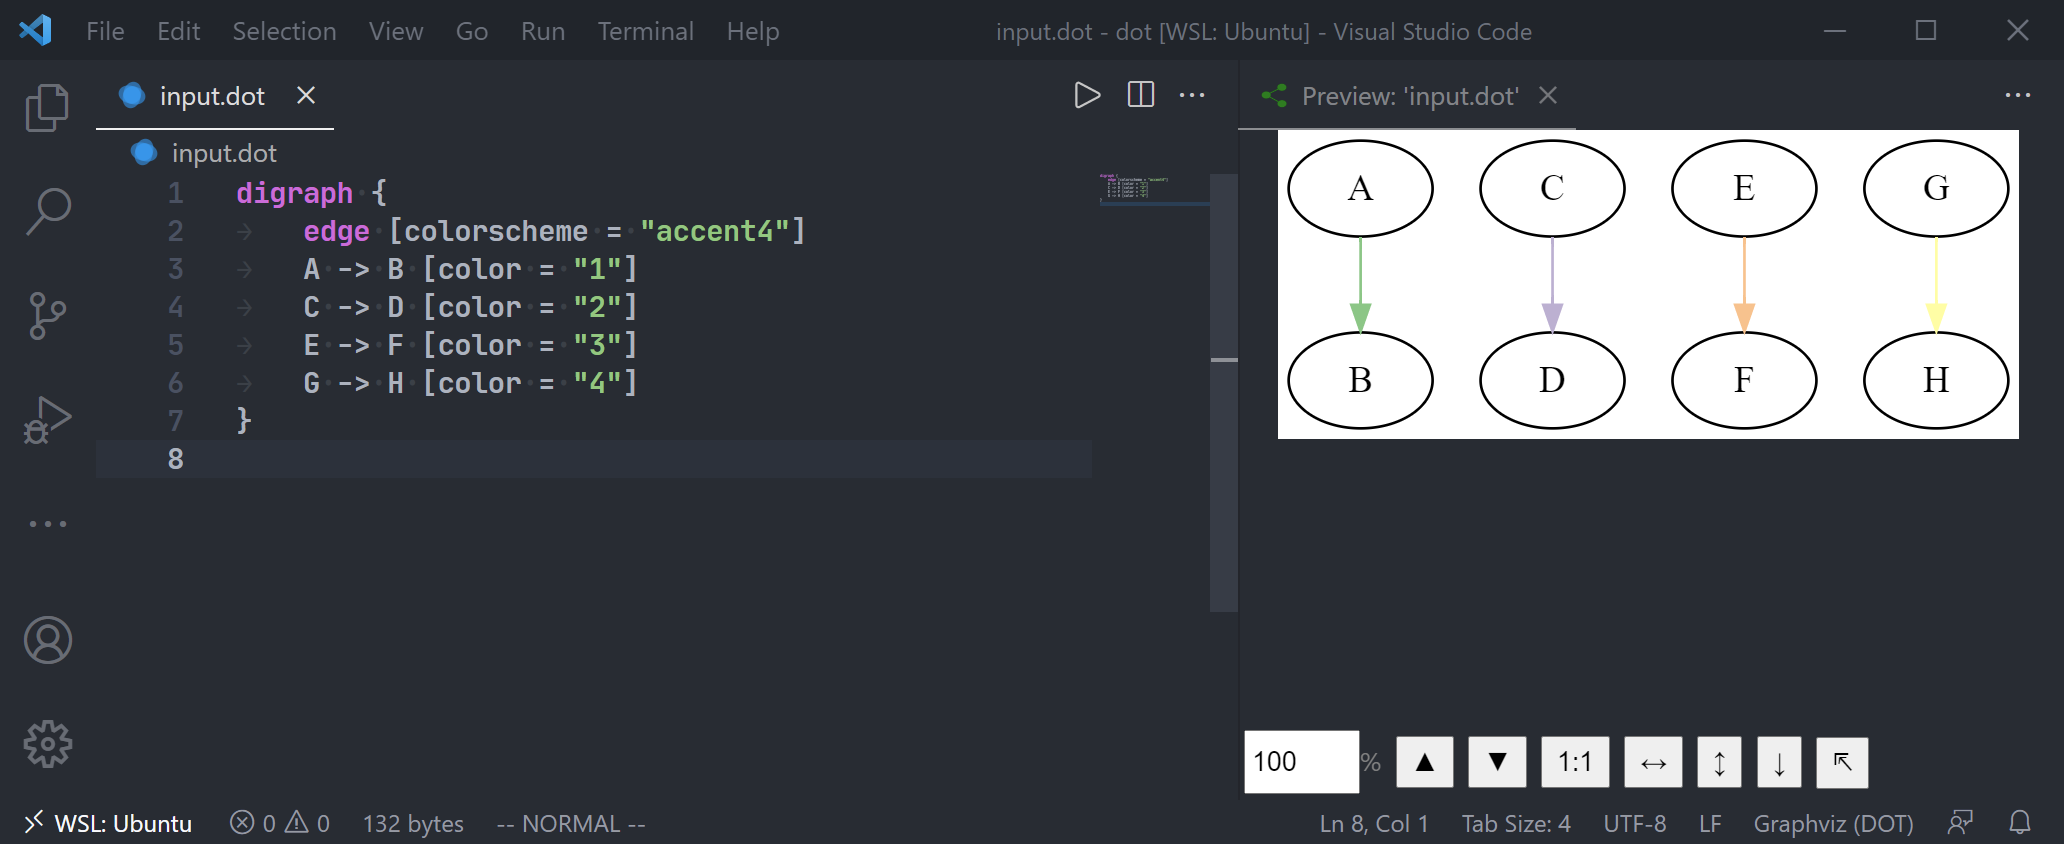 File Edit Selection View Go Run Terminal Help input.dot - dot [WSL: Ubuntu] - Visual Studio Code
input.dot
Preview: 'input.dot'
input.dot
1 digraph {
2 edge [colorscheme = "accent4"]
3 A -> B [color = "1"]
4 C -> D [color = "2"]
5 E -> F [color = "3"]
6 G -> H [color = "4"]
7 }
8
A C E G
B D F H
100 % ▲ ▼ 1:1 ↔ ↕ ↓ ↖
WSL: Ubuntu 0 0 132 bytes -- NORMAL -- Ln 8, Col 1 Tab Size: 4 UTF-8 LF Graphviz (DOT)